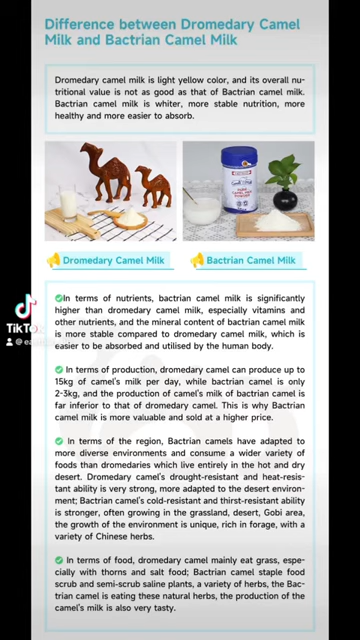 Difference between Dromedary Camel
Milk and Bactrian Camel Milk
Dromedary camel milk is light yellow color, and its overall nu-
tritional value is not as good as that of Bactrian camel milk.
Bactrian camel milk is whiter, more stable nutrition, more
healthy and more easier to absorb.
Dromedary Camel Milk
Bactrian Camel Milk
In terms of nutrients, bactrian camel milk is significantly
higher than dromedary camel milk, especially vitamins and
other nutrients, and the mineral content of bactrian camel milk
is more stable compared to dromedary camel milk, which is
easier to be absorbed and utilised by the human body.
TikTok
In terms of production, dromedary camel can produce up to
15kg of camel's milk per day, while bactrian camel is only
2-3kg, and the production of camel's milk of bactrian camel is
far inferior to that of dromedary camel. This is why Bactrian
camel milk is more valuable and sold at a higher price.
In terms of the region, Bactrian camels have adapted to
more diverse environments and consume a wider variety of
foods than dromedaries which live entirely in the hot and dry
desert. Dromedary camel's drought-resistant and heat-resis-
tant ability is very strong, more adapted to the desert environ-
ment; Bactrian camel's cold-resistant and thirst-resistant ability
is stronger, often growing in the grassland, desert, Gobi area,
the growth of the environment is unique, rich in forage, with a
variety of Chinese herbs.
In terms of food, dromedary camel mainly eat grass, espe-
cially with thorns and salt food; Bactrian camel staple food
scrub and semi-scrub saline plants, a variety of herbs, the Bac-
trian camel is eating these natural herbs, the production of
the camel's milk is also very tasty.